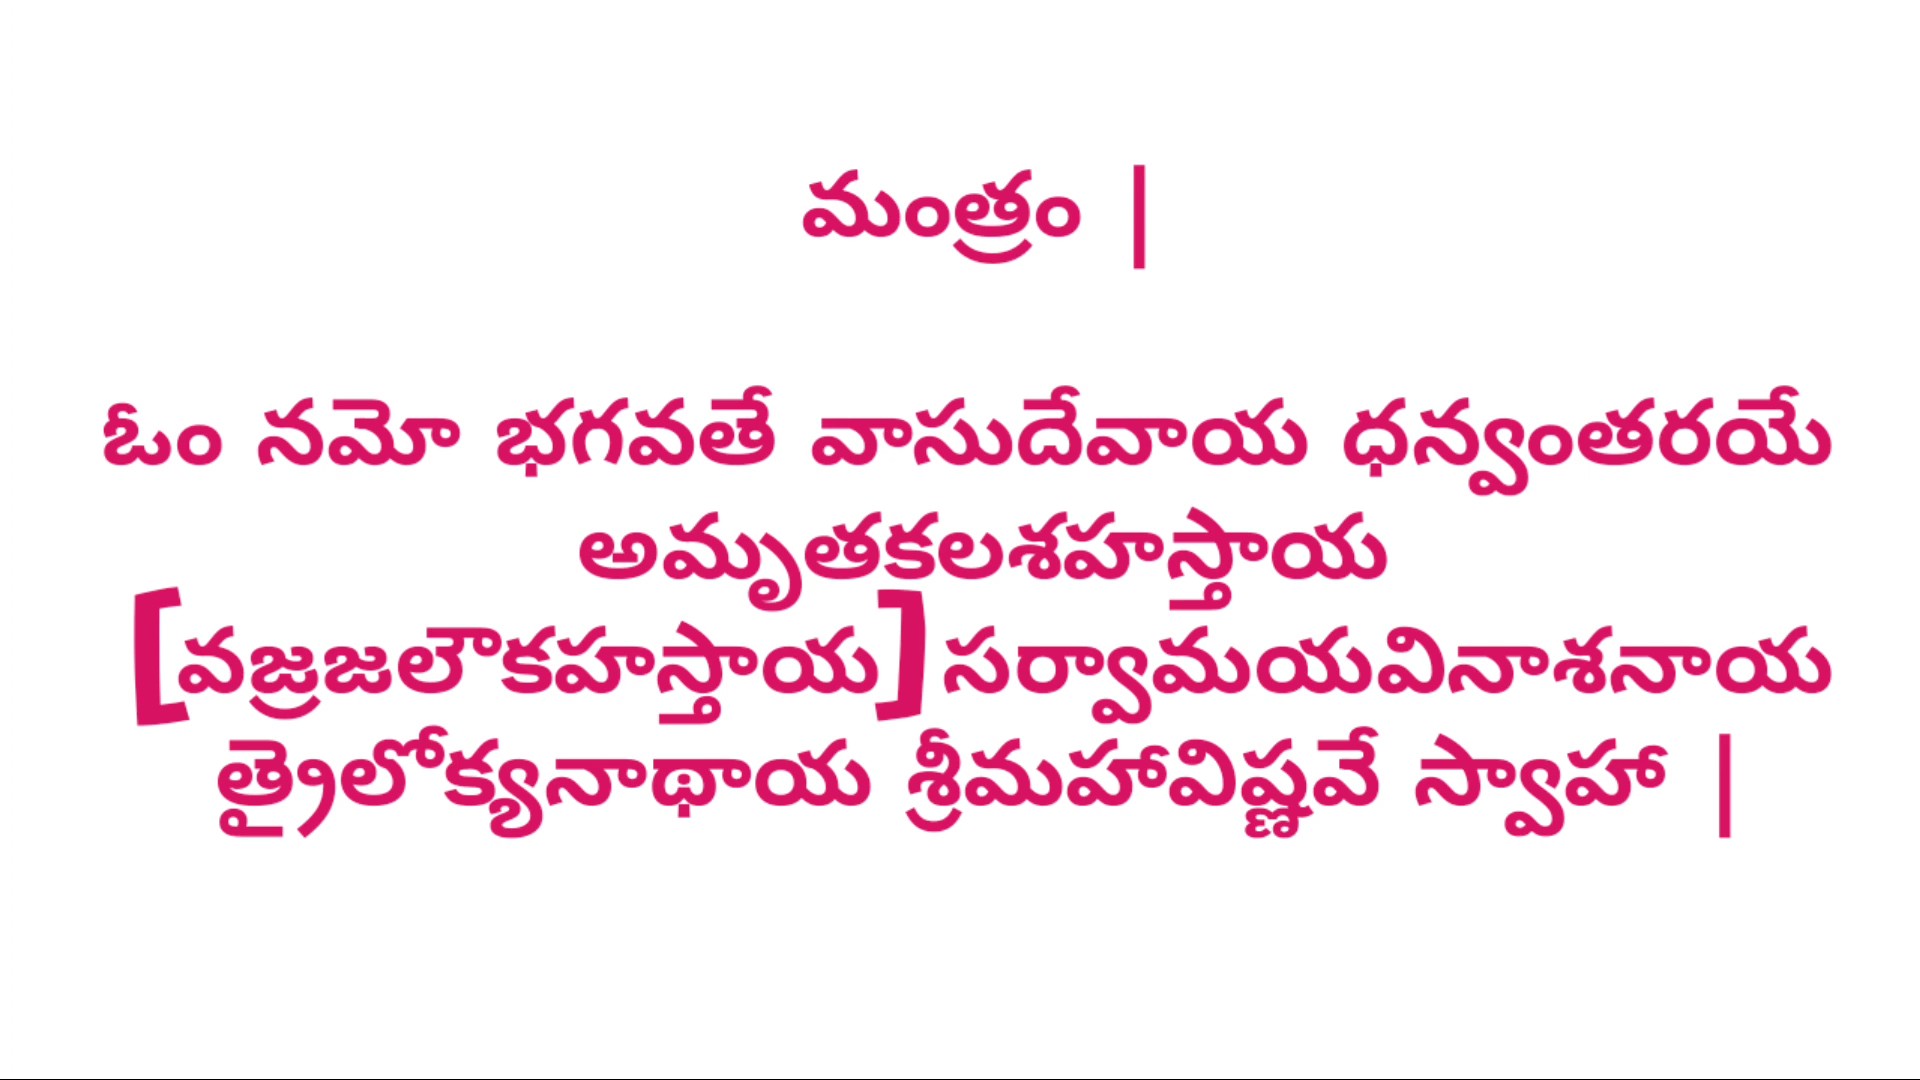 మంత్రం |
ఓం నమో భగవతే వాసుదేవాయ ధన్వంతరయే
అమృతకలశహస్తాయ
[వజ్రజలౌకహస్తాయ]సర్వామయవినాశనాయ
త్రైలోక్యనాథాయ శ్రీమహావిష్ణవే స్వాహా |